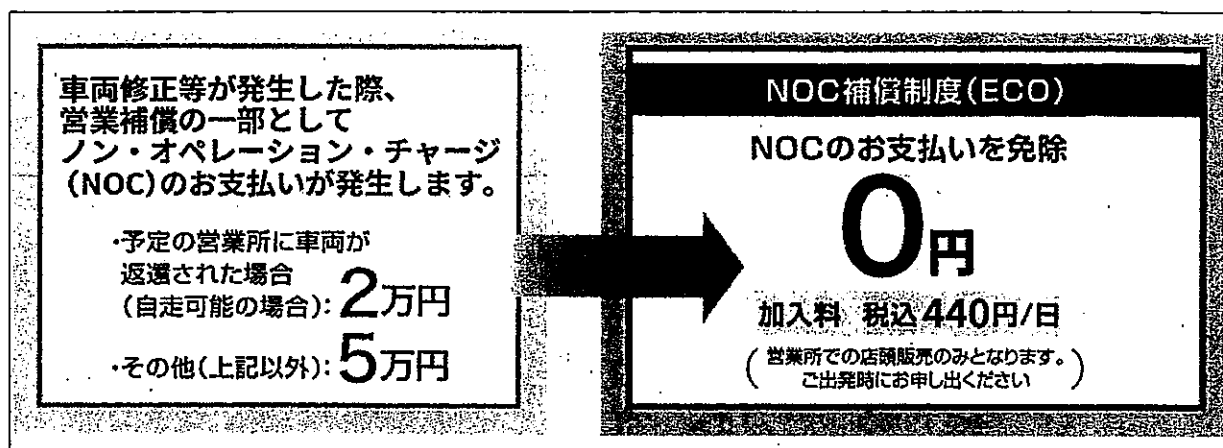 車両修正等が発生した際、
営業補償の一部として
ノン・オペレーション・チャージ
(NOC)のお支払いが発生します。
・予定の営業所に車両が
返還された場合
(自走可能の場合):2万円
・その他(上記以外):5万円
NOC補償制度(ECO)
NOCのお支払いを免除
0円
加入料 税込440円/日
(営業所での店頭販売のみとなります。
ご出発時にお申し出ください)